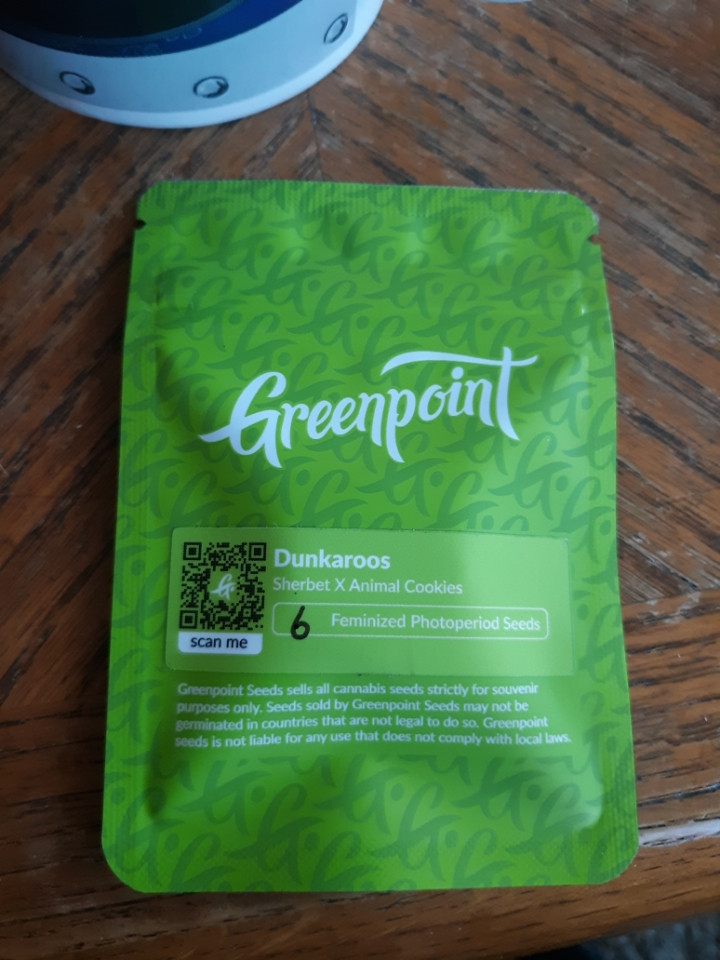 Greenpoint
Dunkaroos
Sherbet X Animal Cookies
6 Feminized Photoperiod Seeds
scan me
Greenpoint Seeds sells all cannabis seeds strictly for souvenir
purposes only. Seeds sold by Greenpoint Seeds may not be
germinated in countries that are not legal to do so. Greenpoint
seeds is not liable for any use that does not comply with local laws.